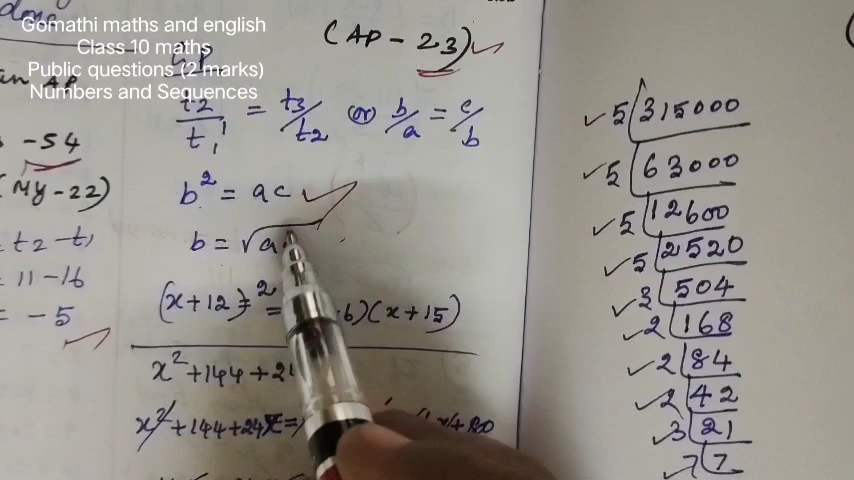 Gomathi maths and english
Class 10 maths
Public questions (2 marks)
Numbers and Sequences
-54
(My-22)
= t2 - t1
= 11 - 16
= -5
GP
(AP - 23)
t2/t1 = t3/t2 (or) b/a = c/b
b² = ac
b = √a
(x+12)² = )(x+15)
x² + 144 + 2
x² + 144 + 24x =
5 | 315000
5 | 63000
5 | 12600
5 | 2520
3 | 504
2 | 168
2 | 84
2 | 42
3 | 21
7 | 7